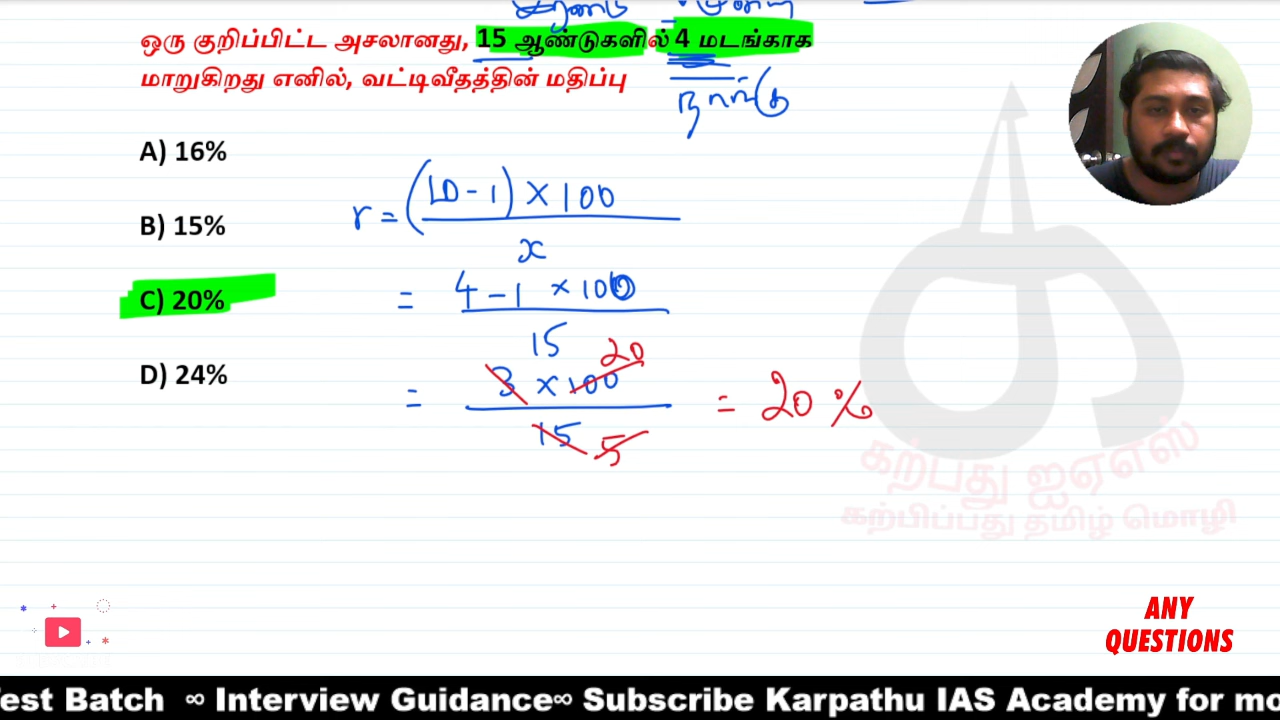 ஒரு குறிப்பிட்ட அசலானது, 15 ஆண்டுகளில் 4 மடங்காக
மாறுகிறது எனில், வட்டிவீதத்தின் மதிப்பு
நான்கு
A) 16%
B) 15%
C) 20%
D) 24%
r = (மடங்கு - 1) × 100
x
= 4 - 1 × 100
15
20
= 3 × 100 = 20 %
15 5
கற்பது ஐஏஎஸ்
கற்பிப்பது தமிழ் மொழி
ANY
QUESTIONS
Test Batch ∞ Interview Guidance∞ Subscribe Karpathu IAS Academy for mo